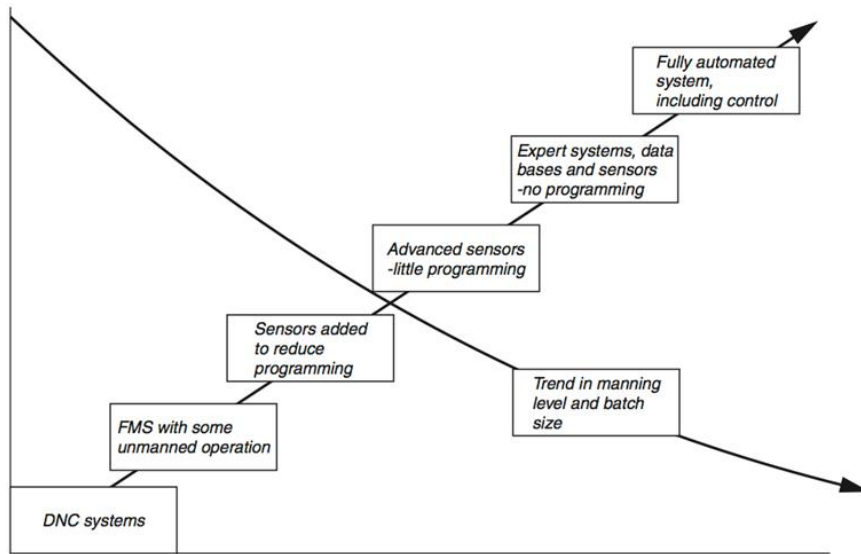 Fully automated
system,
including control
Expert systems, data
bases and sensors
-no programming
Advanced sensors
-little programming
Sensors added
to reduce
programming
Trend in manning
level and batch
size
FMS with some
unmanned operation
DNC systems